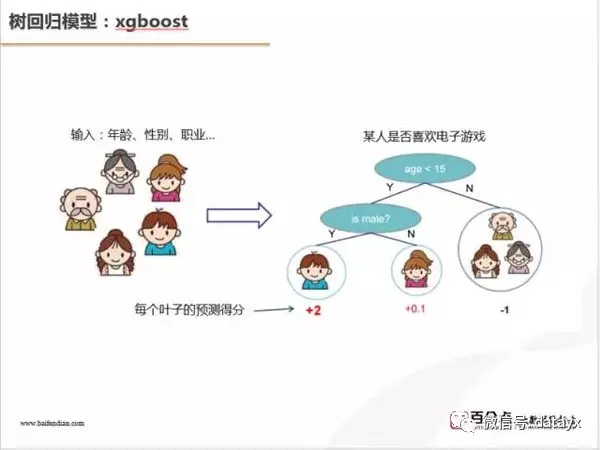 树回归模型：xgboost
输入：年龄、性别、职业...
某人是否喜欢电子游戏
age < 15
Y
N
is male?
Y
N
每个叶子的预测得分
+2
+0.1
-1
www.baifendian.com
百分点
微信号: datayx